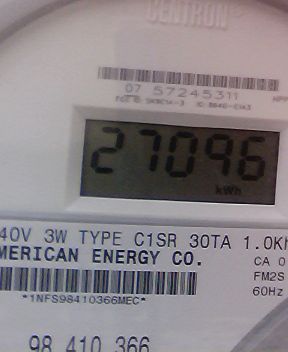 CENTRON®
07 57245311
27096
kWh
40V 3W TYPE C1SR 30TA 1.0Kh
MERICAN ENERGY CO.
CA 0
FM2S
60Hz
*1NFS98410366MEC*
98 410 366